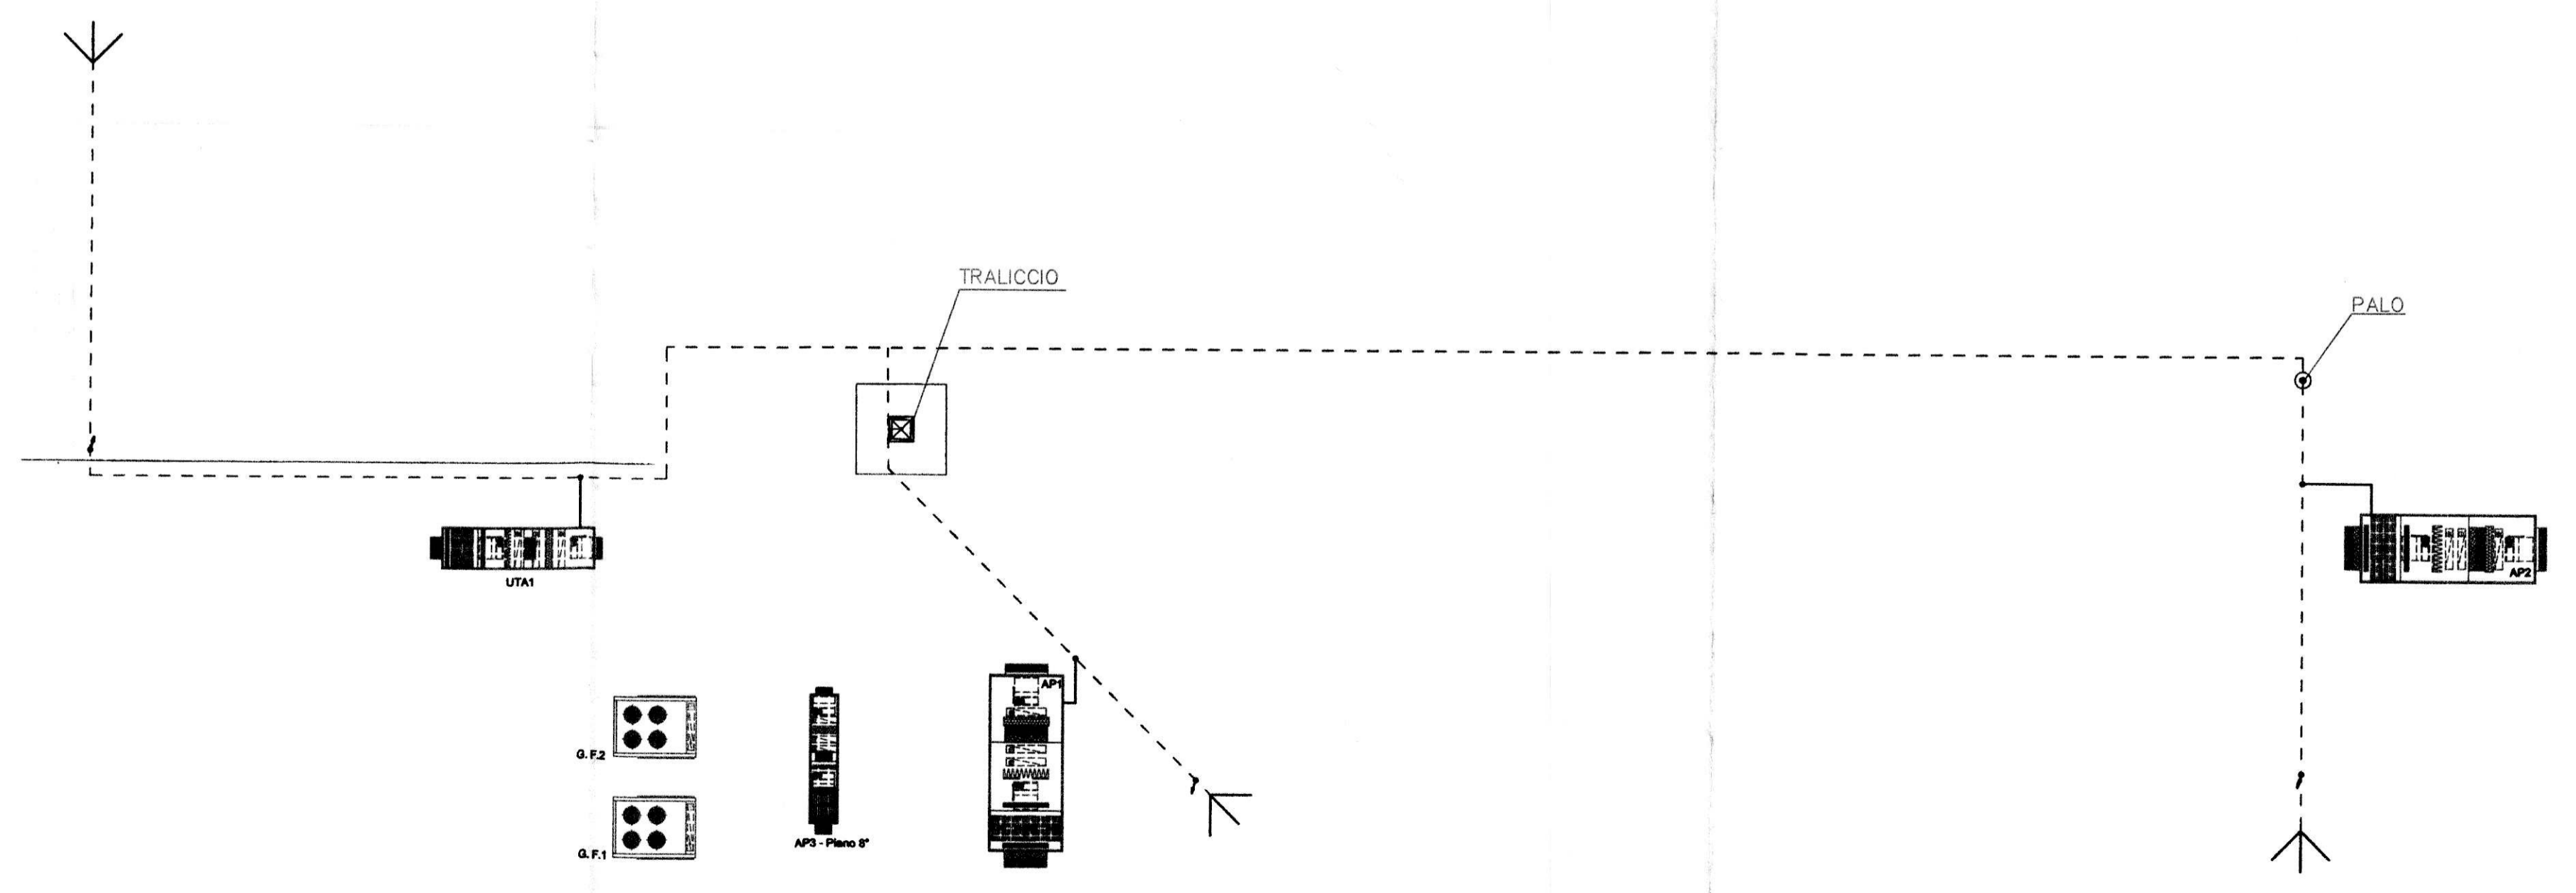 TRALICCIO
PALO
UTA1
AP2
AP1
G.F.2
AP3 - Piano 8°
G.F.1